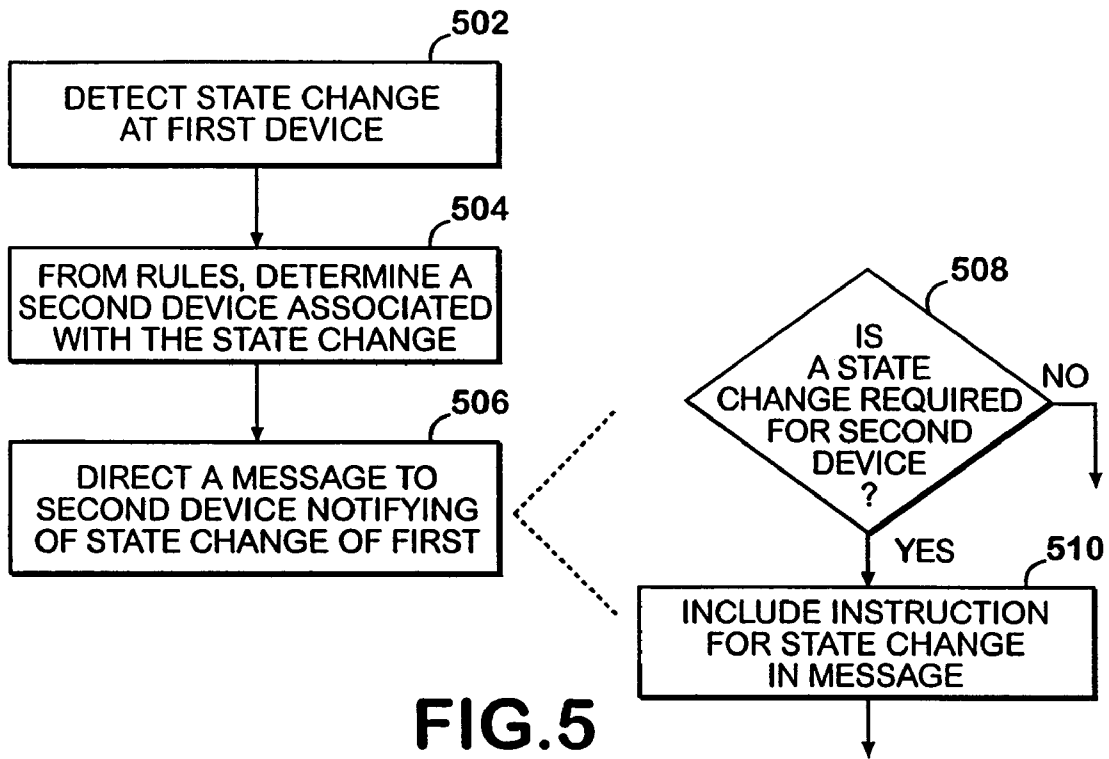 502
DETECT STATE CHANGE
AT FIRST DEVICE
504
FROM RULES, DETERMINE A
SECOND DEVICE ASSOCIATED
WITH THE STATE CHANGE
506
DIRECT A MESSAGE TO
SECOND DEVICE NOTIFYING
OF STATE CHANGE OF FIRST
508
IS
A STATE
CHANGE REQUIRED
FOR SECOND
DEVICE
?
NO
YES
510
INCLUDE INSTRUCTION
FOR STATE CHANGE
IN MESSAGE
FIG.5